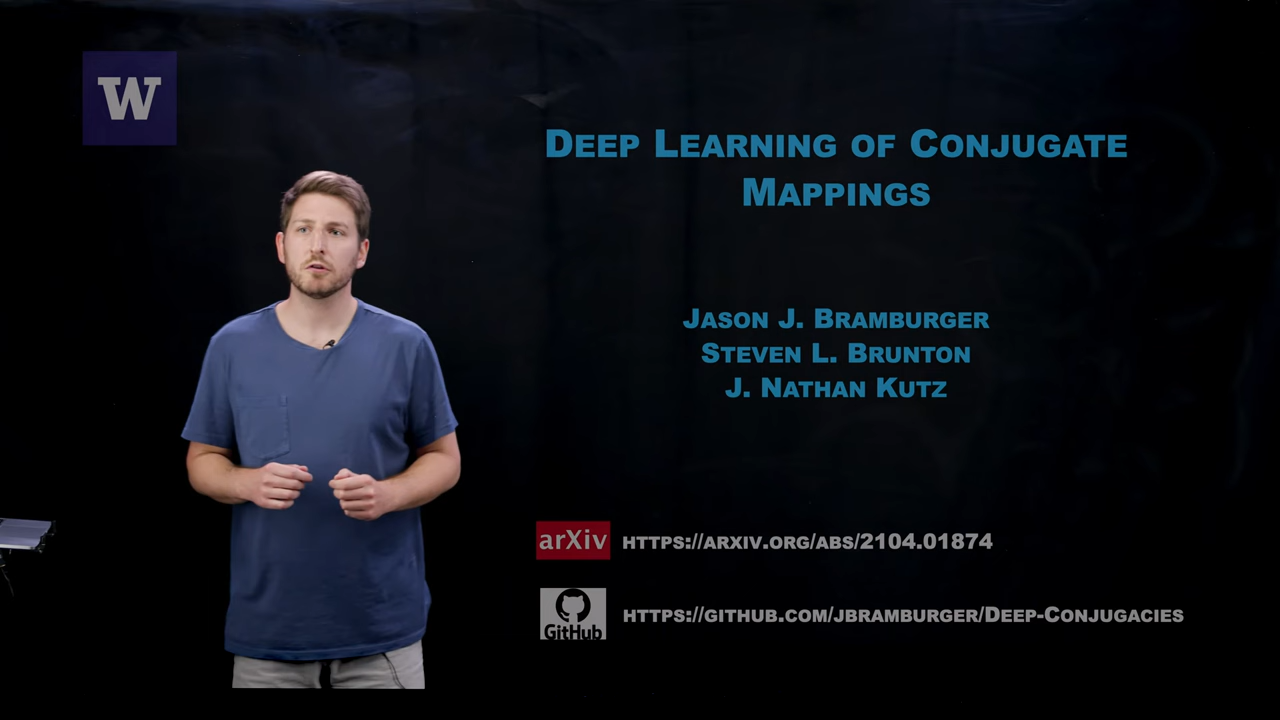 W
DEEP LEARNING OF CONJUGATE
MAPPINGS
JASON J. BRAMBURGER
STEVEN L. BRUNTON
J. NATHAN KUTZ
arXiv HTTPS://ARXIV.ORG/ABS/2104.01874
GitHub HTTPS://GITHUB.COM/JBRAMBURGER/DEEP-CONJUGACIES